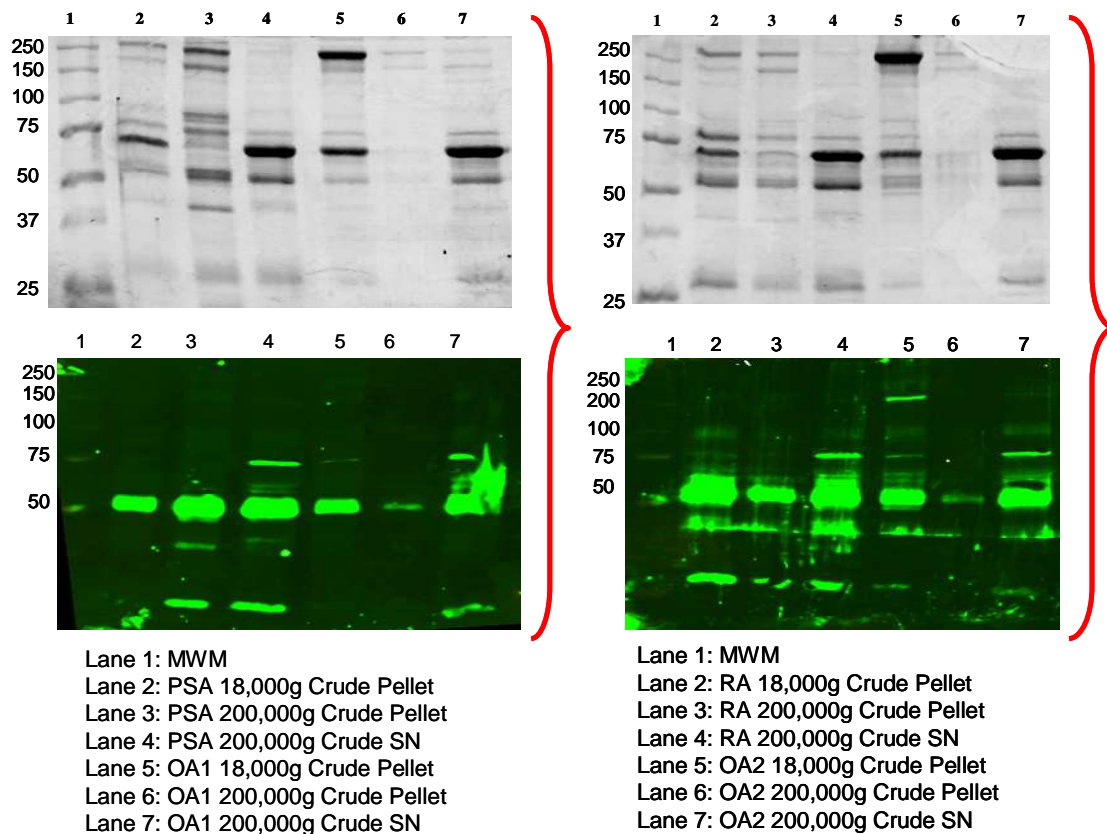 1 2 3 4 5 6 7
250
150
100
75
50
37
25
1 2 3 4 5 6 7
250
150
100
75
50
Lane 1: MWM
Lane 2: PSA 18,000g Crude Pellet
Lane 3: PSA 200,000g Crude Pellet
Lane 4: PSA 200,000g Crude SN
Lane 5: OA1 18,000g Crude Pellet
Lane 6: OA1 200,000g Crude Pellet
Lane 7: OA1 200,000g Crude SN
1 2 3 4 5 6 7
250
150
100
75
50
37
25
1 2 3 4 5 6 7
250
200
100
75
50
Lane 1: MWM
Lane 2: RA 18,000g Crude Pellet
Lane 3: RA 200,000g Crude Pellet
Lane 4: RA 200,000g Crude SN
Lane 5: OA2 18,000g Crude Pellet
Lane 6: OA2 200,000g Crude Pellet
Lane 7: OA2 200,000g Crude SN